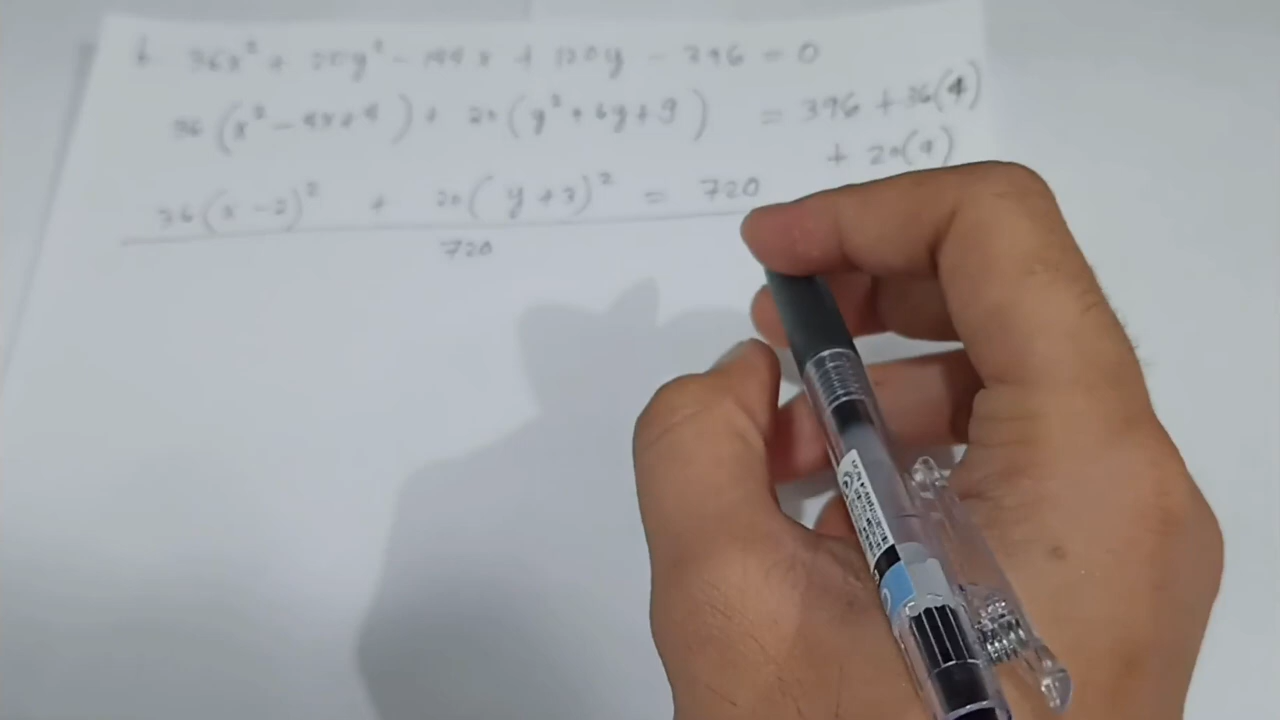 6. 36x² + 20y² - 144x + 120y - 396 = 0
36(x² - 4x + 4) + 20(y² + 6y + 9) = 396 + 36(4)
+ 20(9)
36(x - 2)² + 20(y + 3)² = 720
720